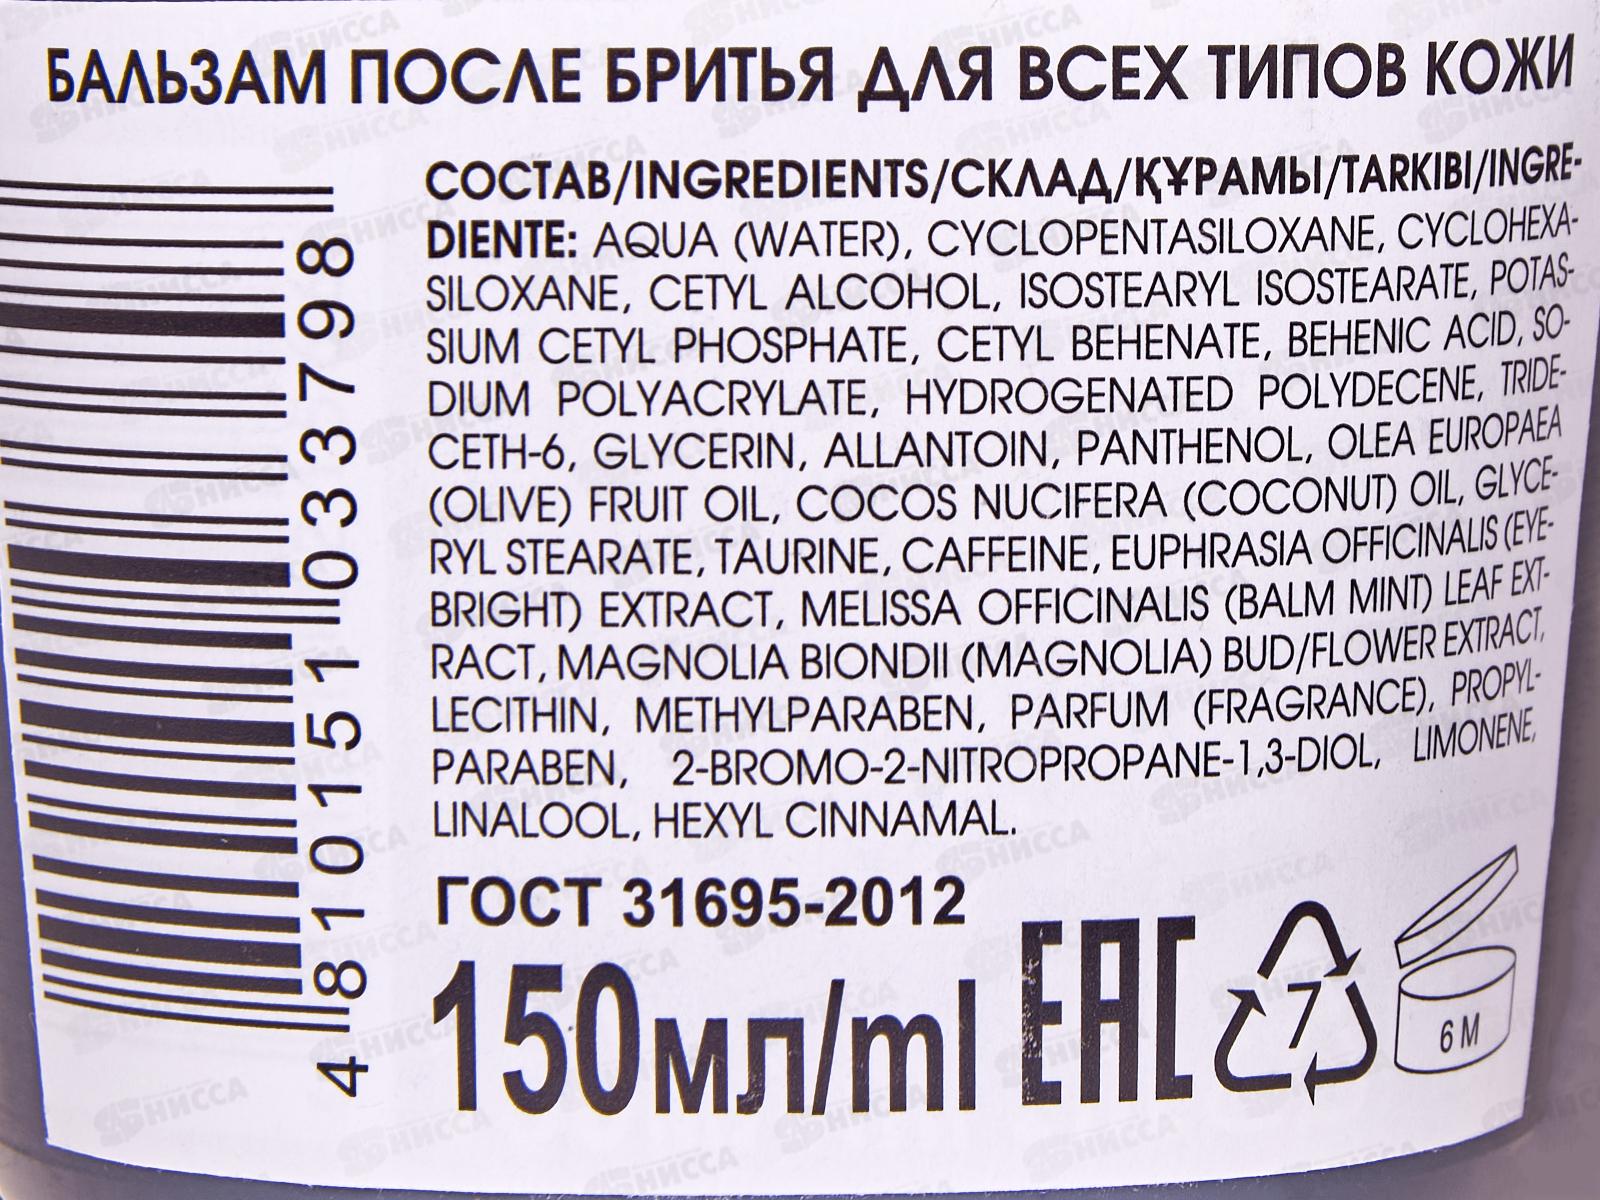 БАЛЬЗАМ ПОСЛЕ БРИТЬЯ ДЛЯ ВСЕХ ТИПОВ КОЖИ
СОСТАВ/INGREDIENTS/СКЛАД/ҚҰРАМЫ/TARKIBI/INGRE-
DIENTE: AQUA (WATER), CYCLOPENTASILOXANE, CYCLOHEXA-
SILOXANE, CETYL ALCOHOL, ISOSTEARYL ISOSTEARATE, POTAS-
SIUM CETYL PHOSPHATE, CETYL BEHENATE, BEHENIC ACID, SO-
DIUM POLYACRYLATE, HYDROGENATED POLYDECENE, TRIDE-
CETH-6, GLYCERIN, ALLANTOIN, PANTHENOL, OLEA EUROPAEA
(OLIVE) FRUIT OIL, COCOS NUCIFERA (COCONUT) OIL, GLYCE-
RYL STEARATE, TAURINE, CAFFEINE, EUPHRASIA OFFICINALIS (EYE-
BRIGHT) EXTRACT, MELISSA OFFICINALIS (BALM MINT) LEAF EXT-
RACT, MAGNOLIA BIONDII (MAGNOLIA) BUD/FLOWER EXTRACT,
LECITHIN, METHYLPARABEN, PARFUM (FRAGRANCE), PROPYL-
PARABEN, 2-BROMO-2-NITROPROPANE-1,3-DIOL, LIMONENE,
LINALOOL, HEXYL CINNAMAL.
ГОСТ 31695-2012
150мл/ml EAC 7 6 M
4 810151 033798
НИССА